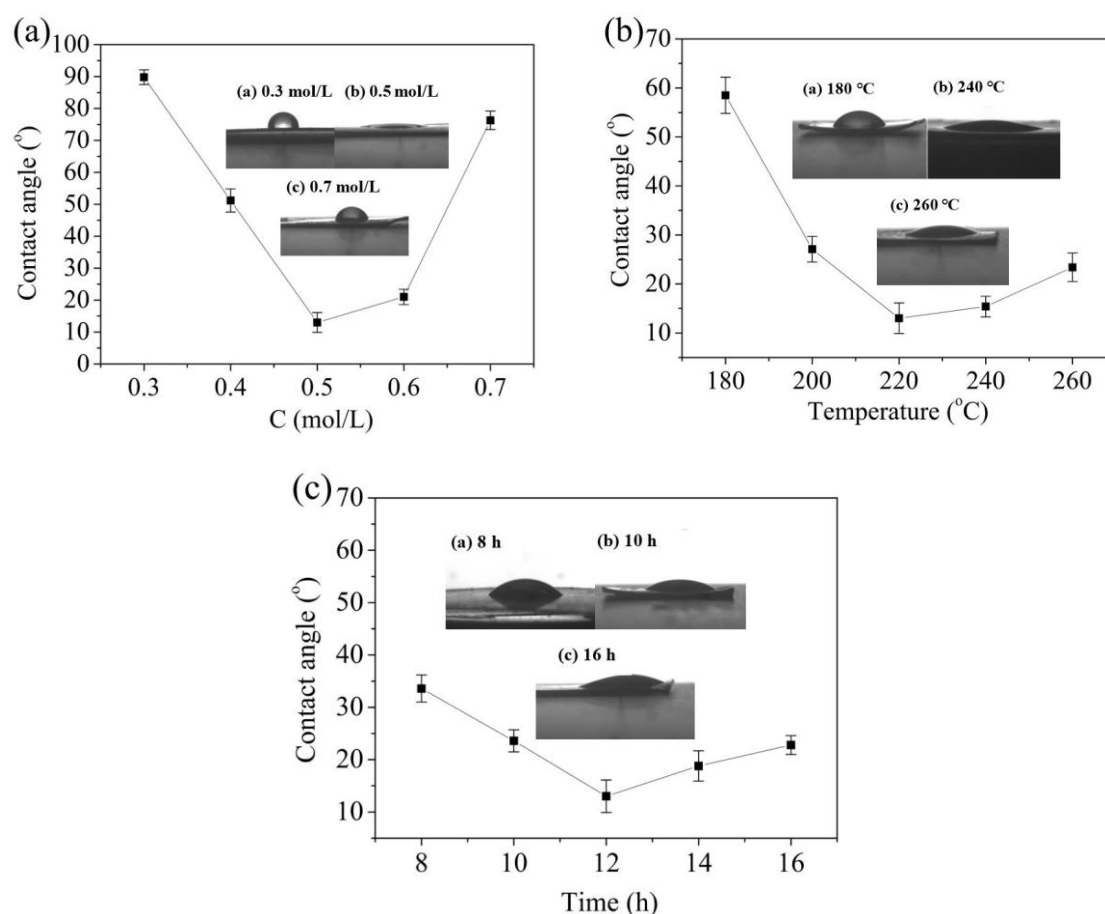 (a)
100
90
80
70
60
50
40
30
20
10
0
Contact angle (°)
(a) 0.3 mol/L (b) 0.5 mol/L
(c) 0.7 mol/L
0.3 0.4 0.5 0.6 0.7
C (mol/L)
(b)
70
60
50
40
30
20
10
Contact angle (°)
(a) 180 °C (b) 240 °C
(c) 260 °C
180 200 220 240 260
Temperature (°C)
(c)
70
60
50
40
30
20
10
Contact angle (°)
(a) 8 h (b) 10 h
(c) 16 h
8 10 12 14 16
Time (h)